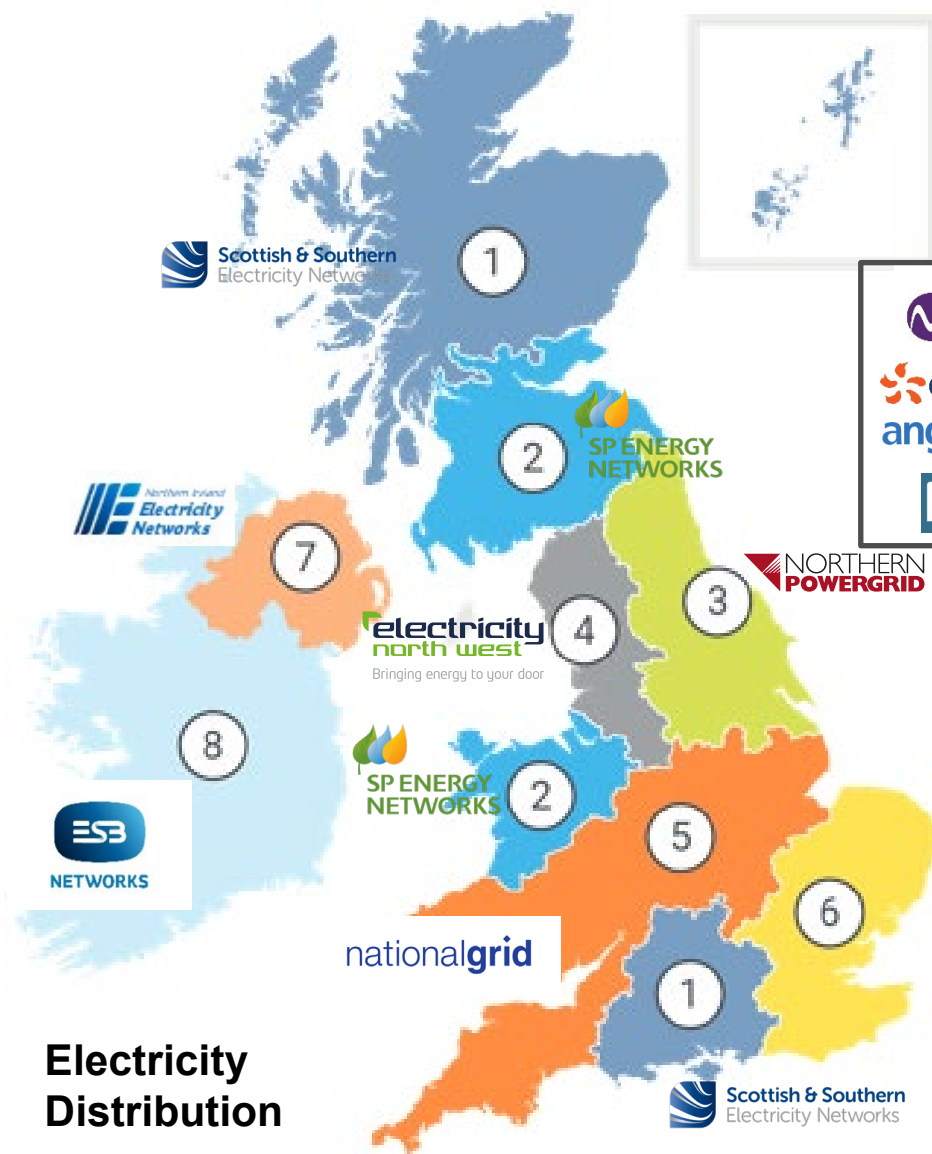 Scottish & Southern
Electricity Networks
1
2
SP ENERGY
NETWORKS
ang
Northern Ireland
Electricity
Networks
7
3
NORTHERN
POWERGRID
electricity
north west
Bringing energy to your door
4
8
SP ENERGY
NETWORKS
2
5
ESB
NETWORKS
6
nationalgrid
1
Electricity
Distribution
Scottish & Southern
Electricity Networks